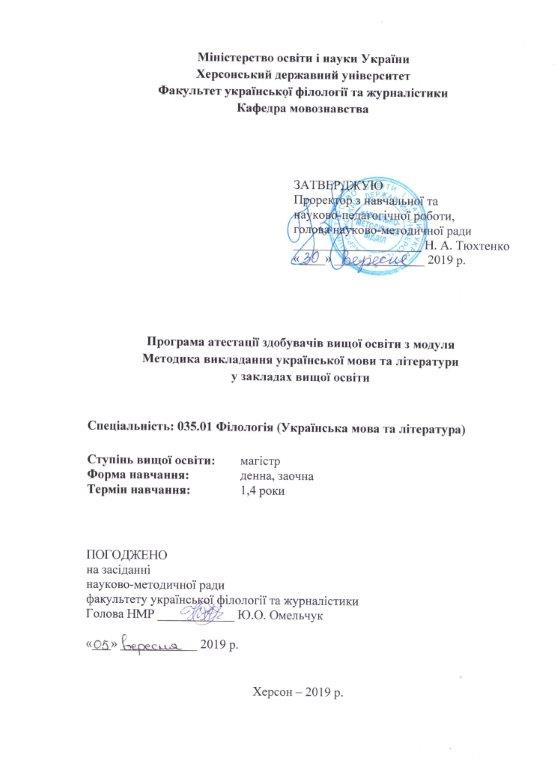 Міністерство освіти і науки України
Херсонський державний університет
Факультет української філології та журналістики
Кафедра мовознавства
ЗАТВЕРДЖУЮ
Проректор з навчальної та
науково-педагогічної роботи,
голова науково-методичної ради
____________________ Н. А. Тюхтенко
«30» вересня 2019 р.
Програма атестації здобувачів вищої освіти з модуля
Методика викладання української мови та літератури
у закладах вищої освіти
Спеціальність: 035.01 Філологія (Українська мова та література)
Ступінь вищої освіти: магістр
Форма навчання: денна, заочна
Термін навчання: 1,4 роки
ПОГОДЖЕНО
на засіданні
науково-методичної ради
факультету української філології та журналістики
Голова НМР ____________ Ю.О. Омельчук
«05» вересня 2019 р.
Херсон – 2019 р.